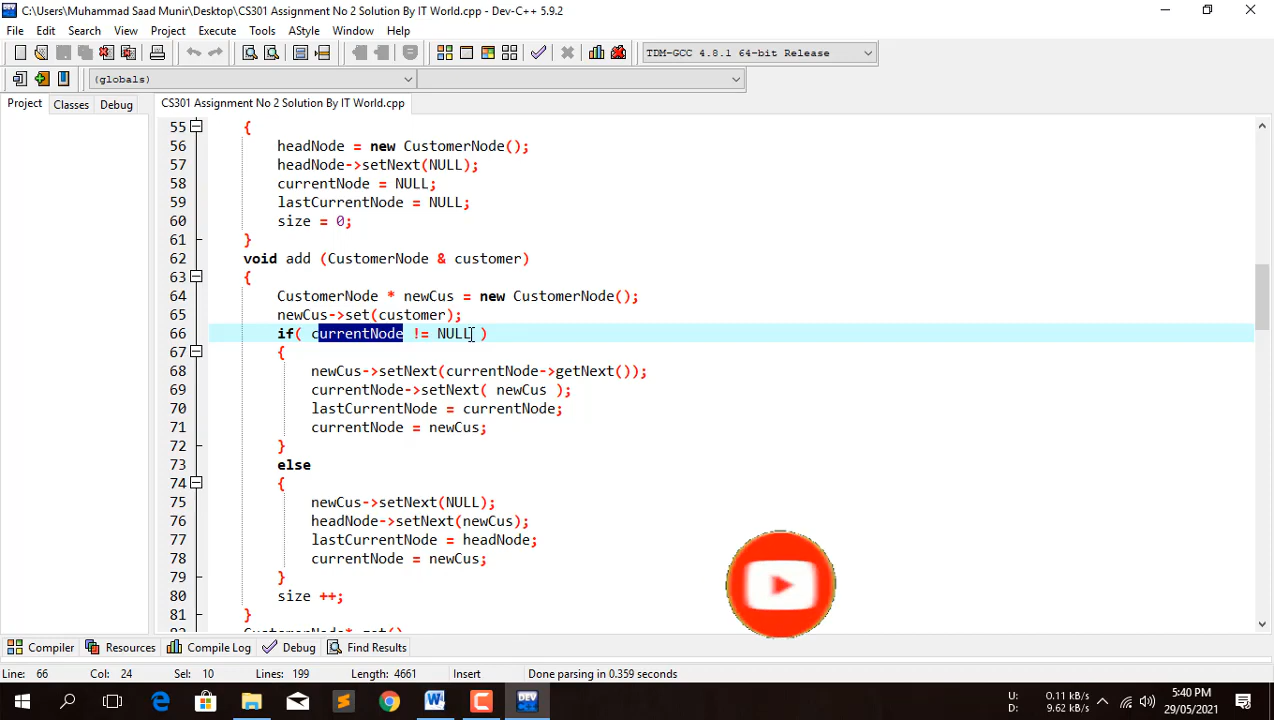 C:\Users\Muhammad Saad Munir\Desktop\CS301 Assignment No 2 Solution By IT World.cpp - Dev-C++ 5.9.2
File Edit Search View Project Execute Tools AStyle Window Help
TDM-GCC 4.8.1 64-bit Release
(globals)
Project Classes Debug CS301 Assignment No 2 Solution By IT World.cpp
55 {
56 headNode = new CustomerNode();
57 headNode->setNext(NULL);
58 currentNode = NULL;
59 lastCurrentNode = NULL;
60 size = 0;
61 }
62 void add (CustomerNode & customer)
63 {
64 CustomerNode * newCus = new CustomerNode();
65 newCus->set(customer);
66 if( currentNode != NULL )
67 {
68 newCus->setNext(currentNode->getNext());
69 currentNode->setNext( newCus );
70 lastCurrentNode = currentNode;
71 currentNode = newCus;
72 }
73 else
74 {
75 newCus->setNext(NULL);
76 headNode->setNext(newCus);
77 lastCurrentNode = headNode;
78 currentNode = newCus;
79 }
80 size ++;
81 }
Compiler Resources Compile Log Debug Find Results
Line: 66 Col: 24 Sel: 10 Lines: 199 Length: 4661 Insert Done parsing in 0.359 seconds
U: 0.11 kB/s
D: 9.62 kB/s
5:40 PM
29/05/2021